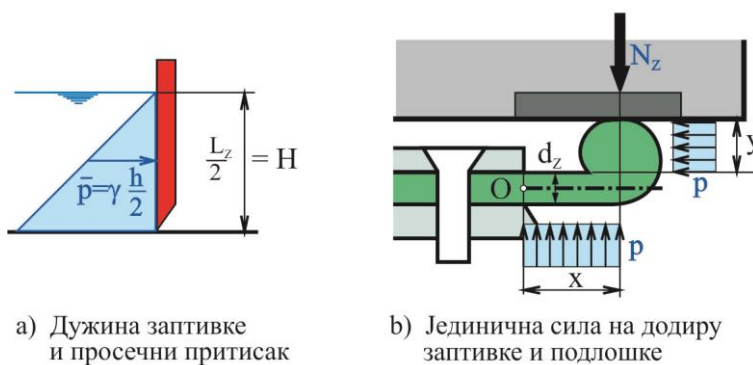 L_z
2
= H
p̄=γ h
2
N_z
d_z
y
O
p
p
x
a) Дужина заптивке
и просечни притисак
b) Јединична сила на додиру
заптивке и подлошке